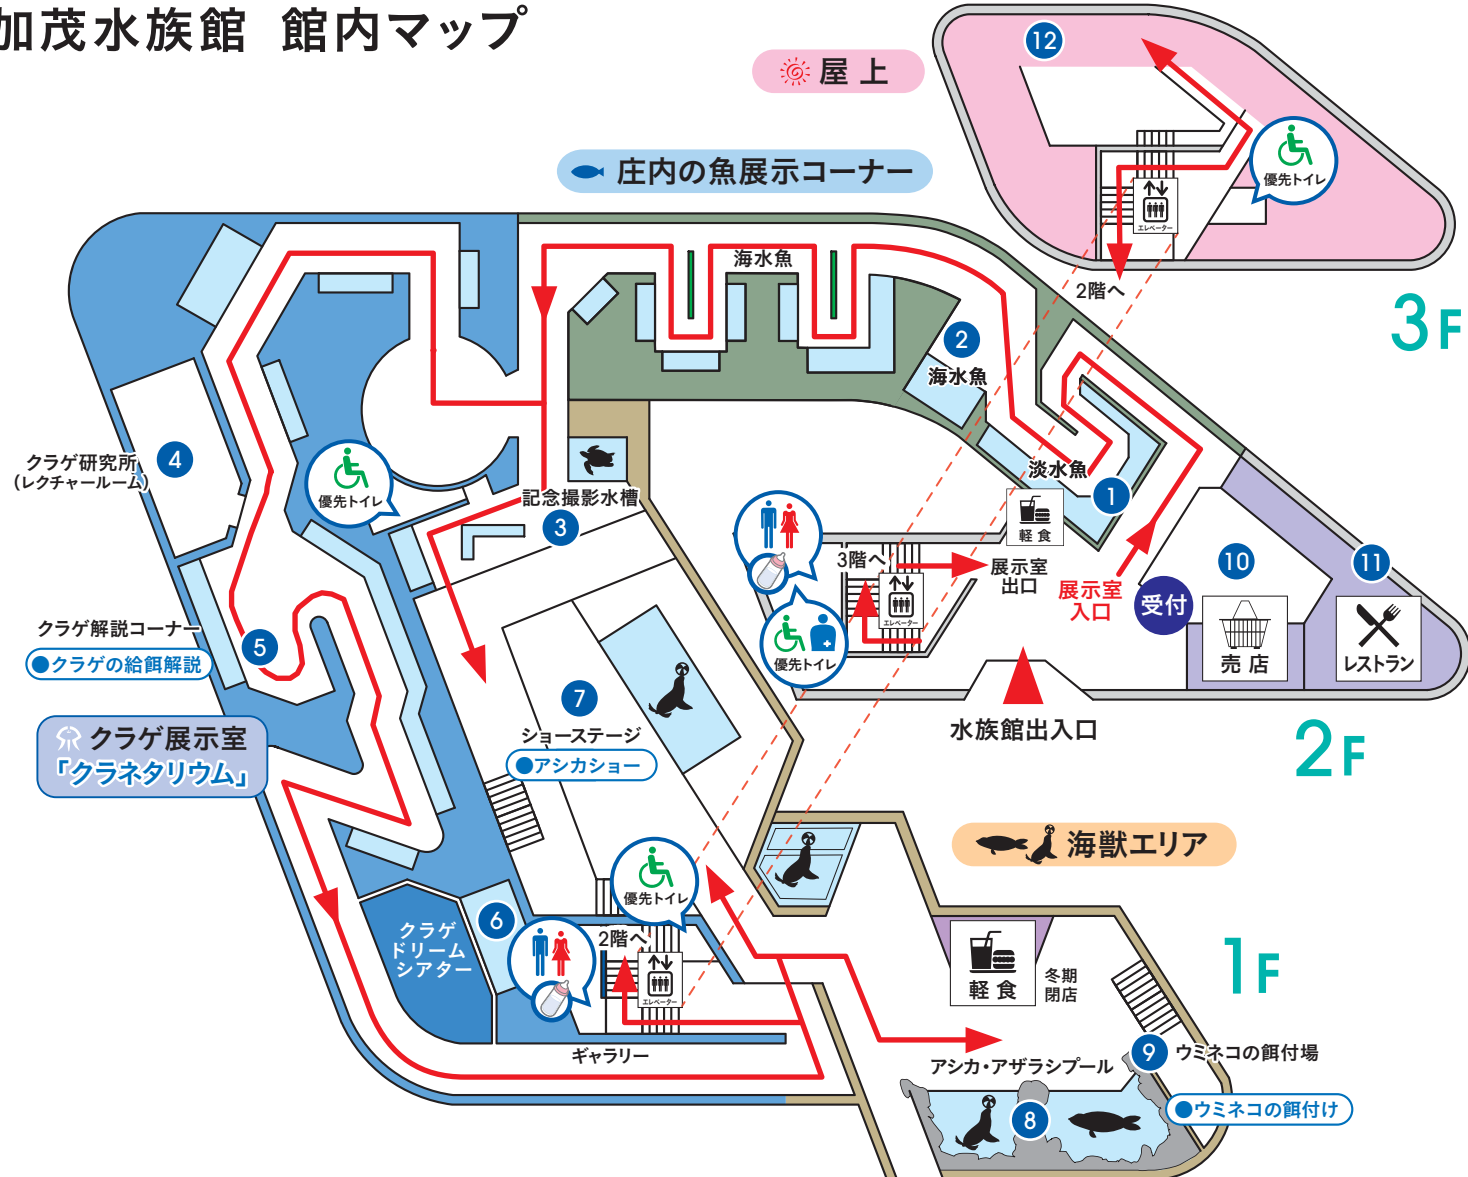 加茂水族館 館内マップ
屋上
12
優先トイレ
エレベーター
2階へ
3F
庄内の魚展示コーナー
海水魚
2
海水魚
淡水魚
1
軽食
3階へ
エレベーター
展示室
出口
展示室
入口
受付
10
11
売店
レストラン
優先トイレ
水族館出入口
2F
4
クラゲ研究所
(レクチャールーム)
優先トイレ
記念撮影水槽
3
クラゲ解説コーナー
●クラゲの給餌解説
5
クラゲ展示室
「クラネタリウム」
7
ショーステージ
●アシカショー
海獣エリア
優先トイレ
クラゲ
ドリーム
シアター
6
2階へ
エレベーター
ギャラリー
軽食
冬期
閉店
1F
アシカ・アザラシプール
9
ウミネコの餌付場
8
●ウミネコの餌付け